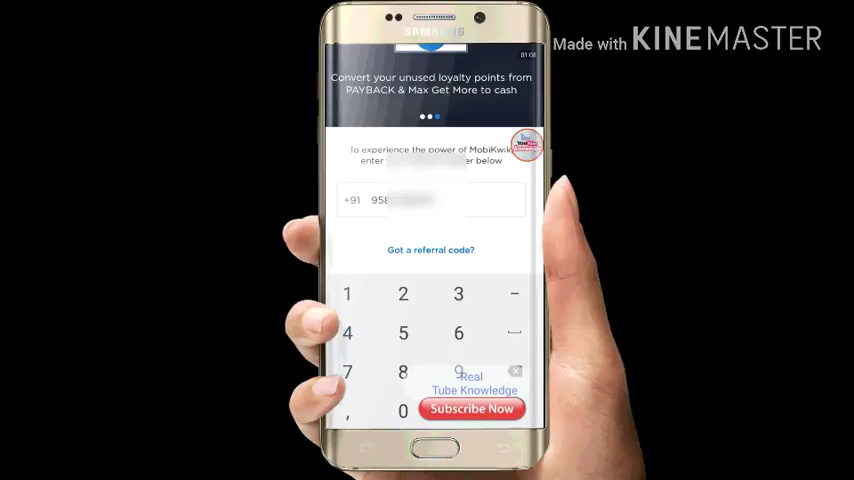 Made with KINEMASTER
SAMSUNG
01:08
Convert your unused loyalty points from
PAYBACK & Max Get More to cash
To experience the power of MobiKwik
enter below
+91 958
Got a referral code?
1 2 3 -
4 5 6
7 8 9
, 0
Real
Tube Knowledge
Subscribe Now